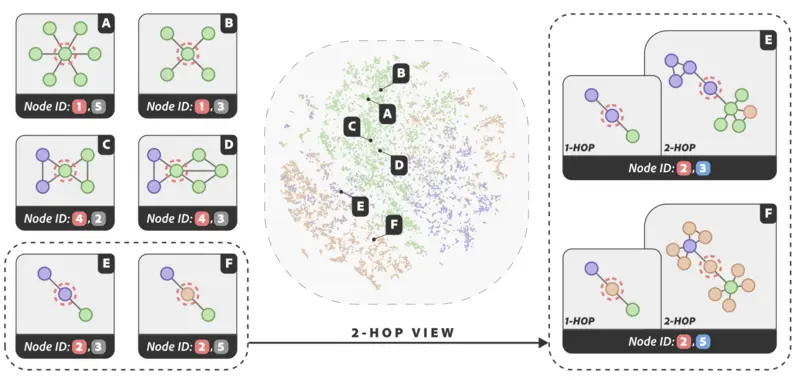 A
Node ID: 1, 5
B
Node ID: 1, 3
C
Node ID: 4, 2
D
Node ID: 4, 3
E
Node ID: 2, 3
F
Node ID: 2, 5
B
A
C
D
E
F
2-HOP VIEW
E
1-HOP
2-HOP
Node ID: 2, 3
F
1-HOP
2-HOP
Node ID: 2, 5